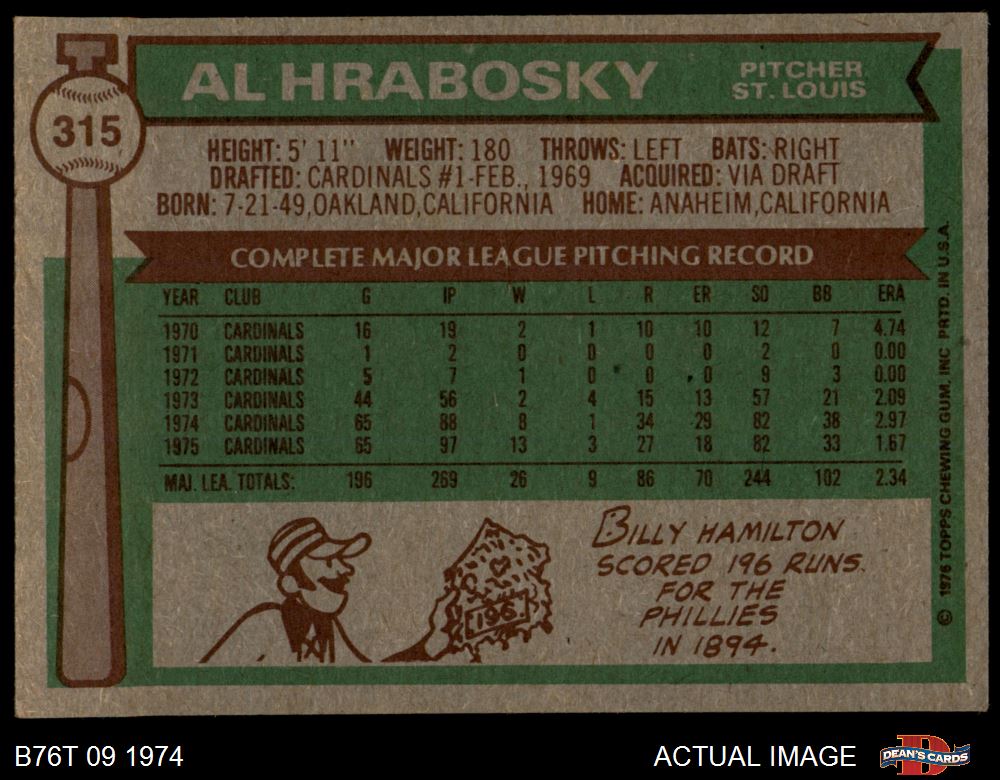 AL HRABOSKY
PITCHER
ST. LOUIS
315
HEIGHT: 5' 11" WEIGHT: 180 THROWS: LEFT BATS: RIGHT
DRAFTED: CARDINALS #1-FEB., 1969 ACQUIRED: VIA DRAFT
BORN: 7-21-49, OAKLAND, CALIFORNIA HOME: ANAHEIM, CALIFORNIA
COMPLETE MAJOR LEAGUE PITCHING RECORD
YEAR CLUB G IP W L R ER SO BB ERA
1970 CARDINALS 16 19 2 1 10 10 12 7 4.74
1971 CARDINALS 1 2 0 0 0 0 2 0 0.00
1972 CARDINALS 5 7 1 0 0 0 9 3 0.00
1973 CARDINALS 44 56 2 4 15 13 57 21 2.09
1974 CARDINALS 65 88 8 1 34 29 82 38 2.97
1975 CARDINALS 65 97 13 3 27 18 82 33 1.67
MAJ. LEA. TOTALS: 196 269 26 9 86 70 244 102 2.34
BILLY HAMILTON
SCORED 196 RUNS.
FOR THE
PHILLIES
IN 1894.
196
© 1976 TOPPS CHEWING GUM, INC PRTD. IN U.S.A.
B76T 09 1974
ACTUAL IMAGE
D
DEAN'S CARDS